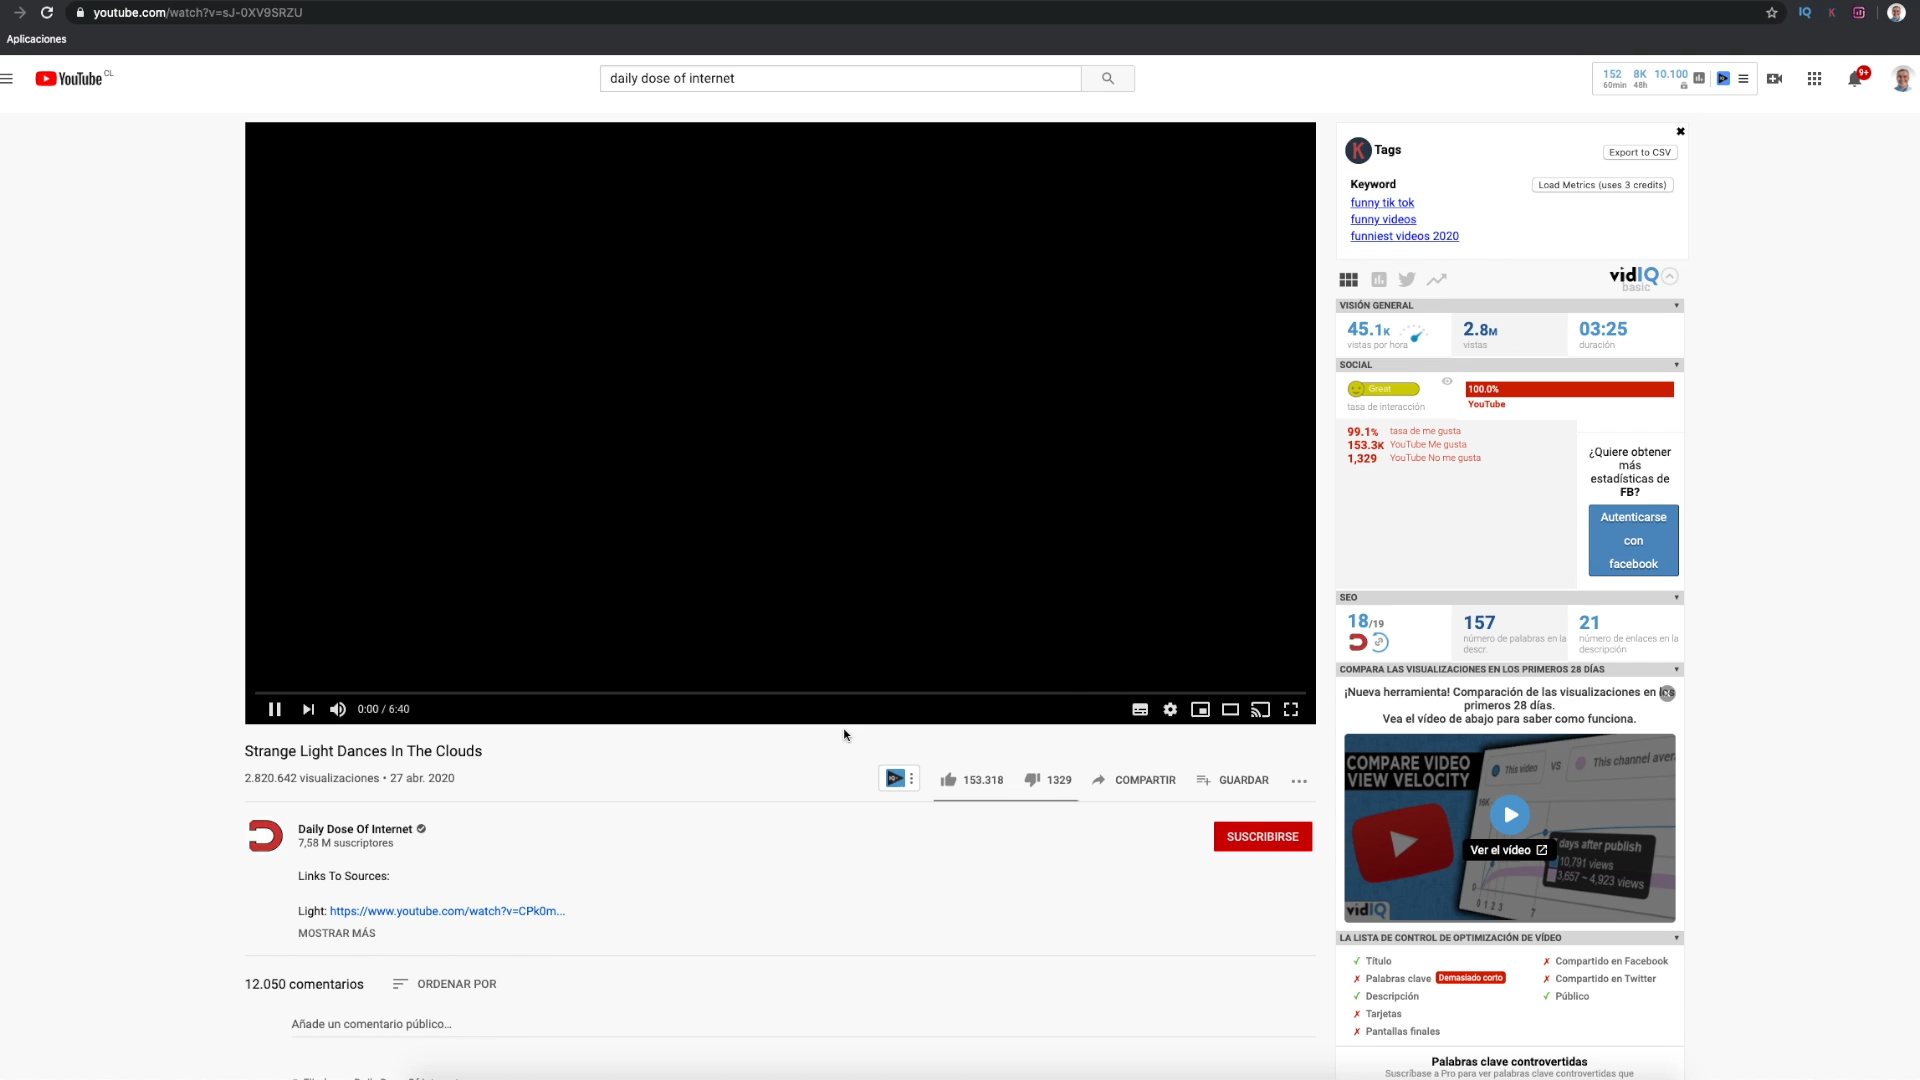 youtube.com/watch?v=sJ-0XV9SRZU
IQ
K
Aplicaciones
YouTube CL
daily dose of internet
152 8K 10.100
60min 48h
9+
K Tags
Export to CSV
Keyword
Load Metrics (uses 3 credits)
funny tik tok
funny videos
funniest videos 2020
vidIQ
basic
VISIÓN GENERAL
45.1K 2.8M 03:25
vistas por hora vistas duración
SOCIAL
Great
100.0%
tasa de interacción
YouTube
99.1% tasa de me gusta
153.3K YouTube Me gusta
1,329 YouTube No me gusta
¿Quiere obtener
más
estadísticas de
FB?
Autenticarse
con
facebook
SEO
18/19 157 21
número de palabras en la
descr.
número de enlaces en la
descripción
COMPARA LAS VISUALIZACIONES EN LOS PRIMEROS 28 DÍAS
¡Nueva herramienta! Comparación de las visualizaciones en los
primeros 28 días.
Vea el vídeo de abajo para saber como funciona.
COMPARE VIDEO
VIEW VELOCITY
This video VS This channel aver
Ver el vídeo
days after publish
10,791 views
3,657 ~ 4,923 views
0 1 2 3 7
vidIQ
LA LISTA DE CONTROL DE OPTIMIZACIÓN DE VÍDEO
Título
Palabras clave Demasiado corto
Descripción
Tarjetas
Pantallas finales
Compartido en Facebook
Compartido en Twitter
Público
Palabras clave controvertidas
Suscríbase a Pro para ver palabras clave controvertidas que
0:00 / 6:40
Strange Light Dances In The Clouds
2.820.642 visualizaciones • 27 abr. 2020
153.318 1329 COMPARTIR GUARDAR
Daily Dose Of Internet
7,58 M suscriptores
SUSCRIBIRSE
Links To Sources:
Light: https://www.youtube.com/watch?v=CPk0m...
MOSTRAR MÁS
12.050 comentarios ORDENAR POR
Añade un comentario público...